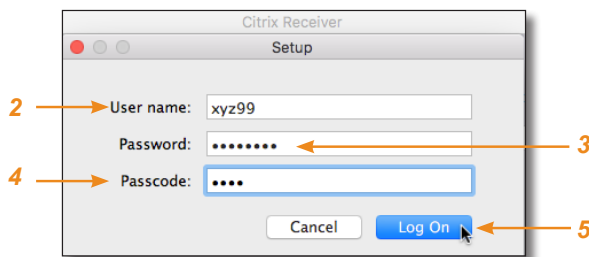 Citrix Receiver
Setup
2 User name: xyz99
Password: •••••••• 3
4 Passcode: ••••
Cancel Log On 5